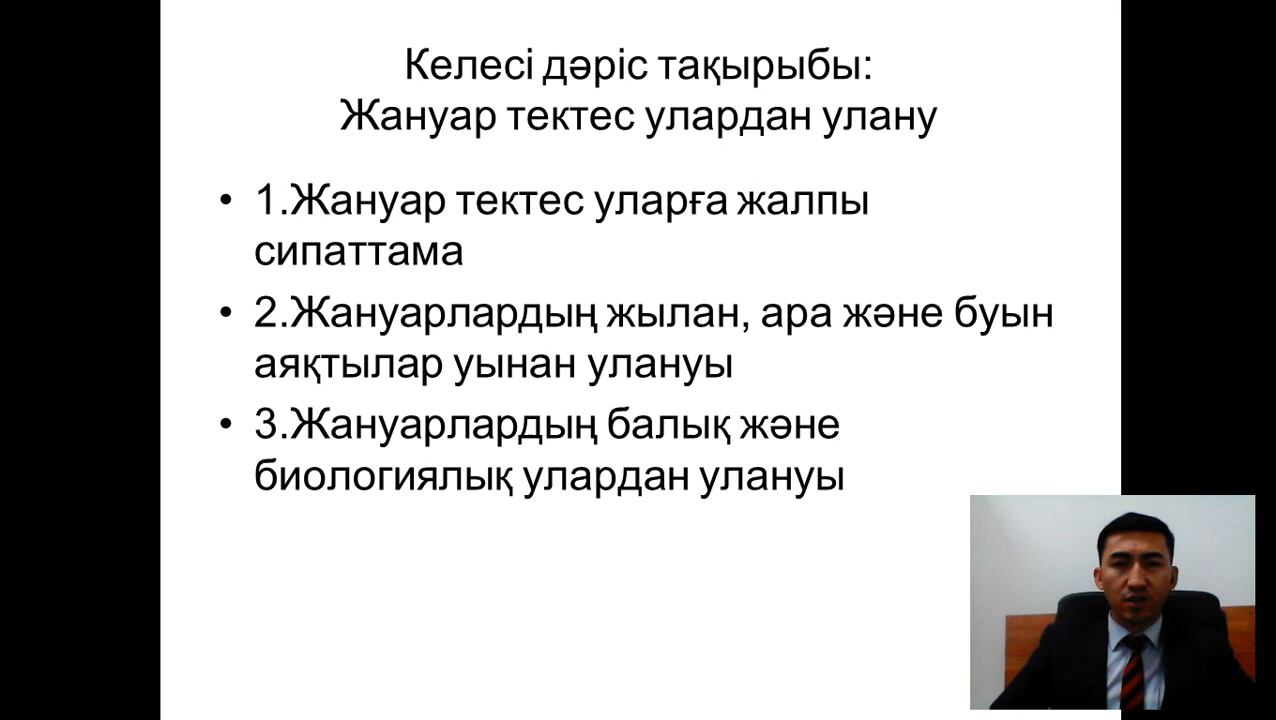 Келесі дәріс тақырыбы:
Жануар тектес улардан улану
• 1.Жануар тектес уларға жалпы
сипаттама
• 2.Жануарлардың жылан, ара және буын
аяқтылар уынан улануы
• 3.Жануарлардың балық және
биологиялық улардан улануы